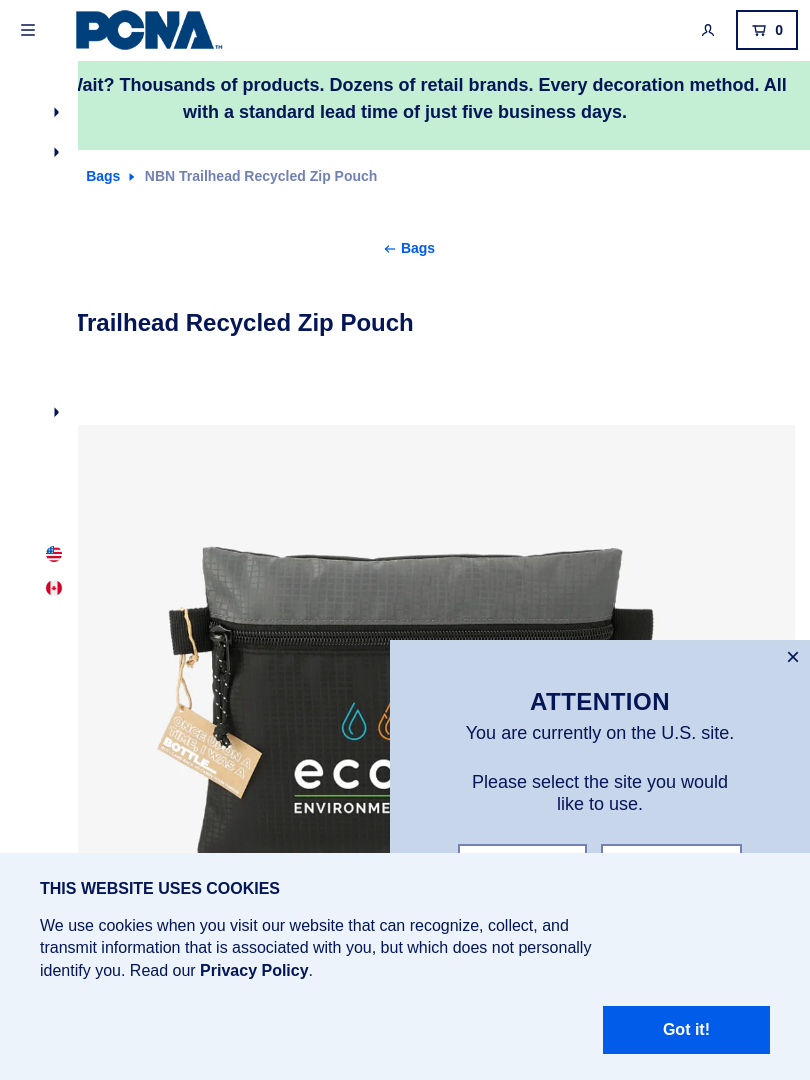 PCNA™
0
Wait? Thousands of products. Dozens of retail brands. Every decoration method. All
with a standard lead time of just five business days.
Bags
NBN Trailhead Recycled Zip Pouch
← Bags
Trailhead Recycled Zip Pouch
ONCE UPON A
TIME, I WAS A
BOTTLE...
eco
ENVIRONME
ATTENTION
You are currently on the U.S. site.
Please select the site you would
like to use.
THIS WEBSITE USES COOKIES
We use cookies when you visit our website that can recognize, collect, and
transmit information that is associated with you, but which does not personally
identify you. Read our Privacy Policy.
Got it!